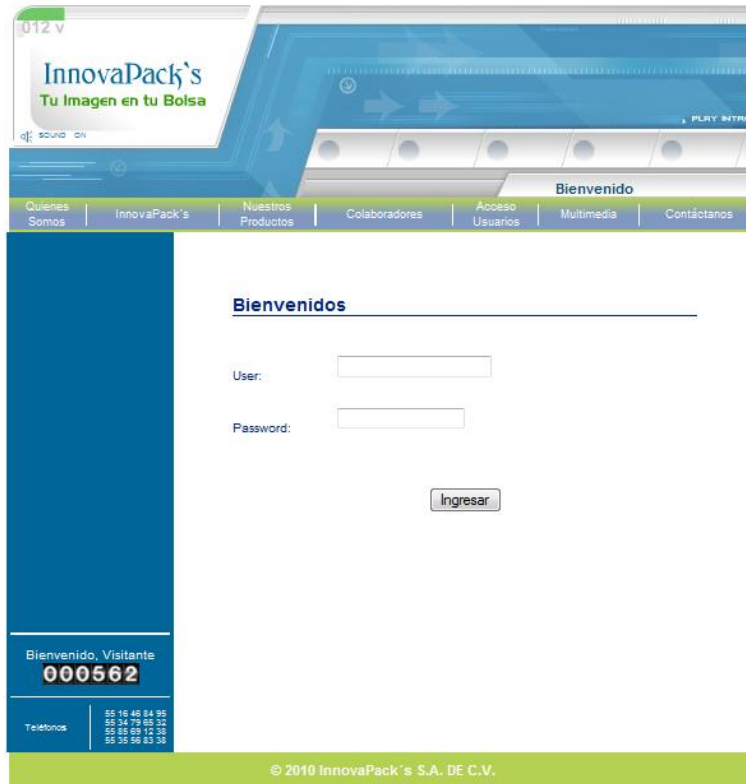 012 v
InnovaPack's
Tu Imagen en tu Bolsa
SOUND ON
PLAY INTR
Bienvenido
Quienes Somos
InnovaPack´s
Nuestros Productos
Colaboradores
Acceso Usuarios
Multimedia
Contáctanos
Bienvenidos
User:
Password:
Ingresar
Bienvenido, Visitante
000562
Teléfonos
55 16 46 84 95
55 34 79 65 32
55 85 69 12 38
55 35 56 83 38
© 2010 InnovaPack´s S.A. DE C.V.